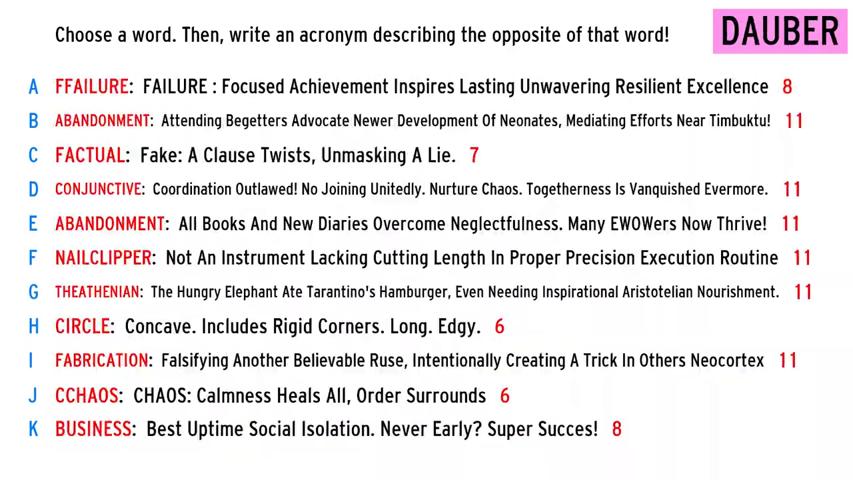 Choose a word. Then, write an acronym describing the opposite of that word!
DAUBER
A FFAILURE: FAILURE : Focused Achievement Inspires Lasting Unwavering Resilient Excellence 8
B ABANDONMENT: Attending Begetters Advocate Newer Development Of Neonates, Mediating Efforts Near Timbuktu! 11
C FACTUAL: Fake: A Clause Twists, Unmasking A Lie. 7
D CONJUNCTIVE: Coordination Outlawed! No Joining Unitedly. Nurture Chaos. Togetherness Is Vanquished Evermore. 11
E ABANDONMENT: All Books And New Diaries Overcome Neglectfulness. Many EWOWers Now Thrive! 11
F NAILCLIPPER: Not An Instrument Lacking Cutting Length In Proper Precision Execution Routine 11
G THEATHENIAN: The Hungry Elephant Ate Tarantino's Hamburger, Even Needing Inspirational Aristotelian Nourishment. 11
H CIRCLE: Concave. Includes Rigid Corners. Long. Edgy. 6
I FABRICATION: Falsifying Another Believable Ruse, Intentionally Creating A Trick In Others Neocortex 11
J CCHAOS: CHAOS: Calmness Heals All, Order Surrounds 6
K BUSINESS: Best Uptime Social Isolation. Never Early? Super Succes! 8